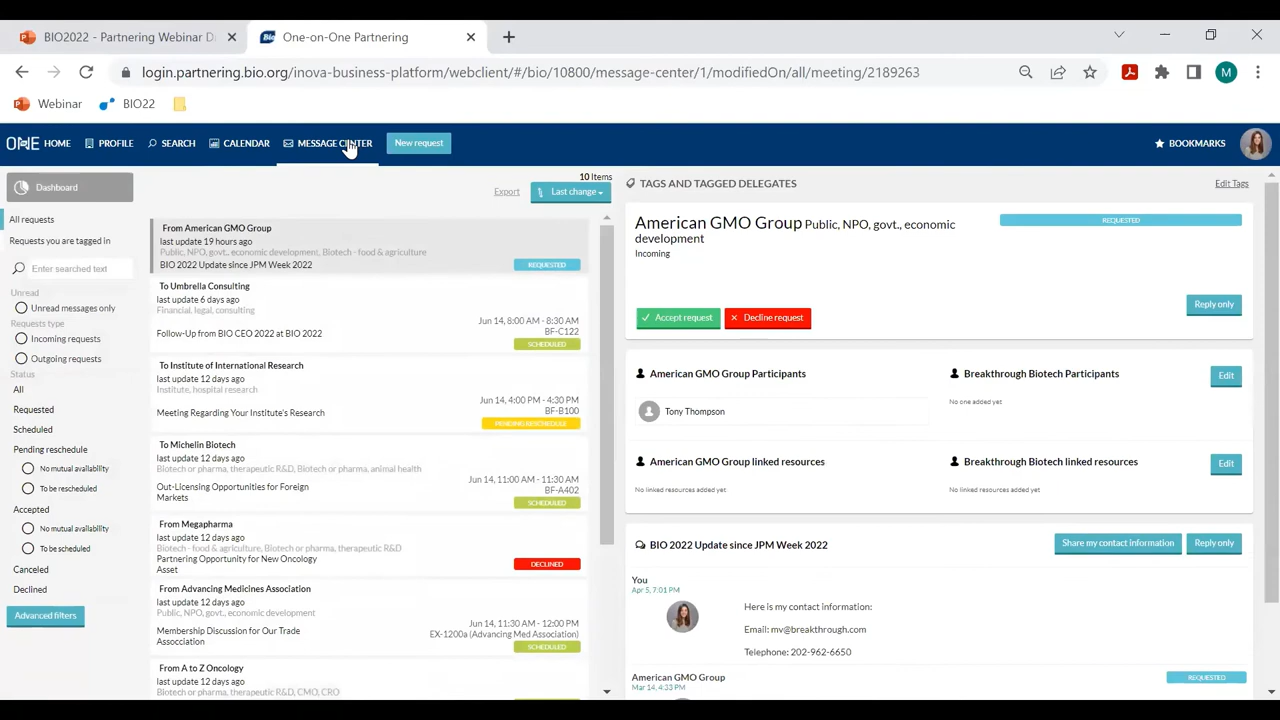 BIO2022 - Partnering Webinar D
One-on-One Partnering
login.partnering.bio.org/inova-business-platform/webclient/#/bio/10800/message-center/1/modifiedOn/all/meeting/2189263
M
Webinar
BIO22
ONE
HOME
PROFILE
SEARCH
CALENDAR
MESSAGE CENTER
New request
BOOKMARKS
Dashboard
All requests
Requests you are tagged in
Enter searched text
Unread
Unread messages only
Requests type
Incoming requests
Outgoing requests
Status
All
Requested
Scheduled
Pending reschedule
No mutual availability
To be rescheduled
Accepted
No mutual availability
To be scheduled
Canceled
Declined
Advanced filters
10 Items
Export
Last change
From American GMO Group
last update 19 hours ago
Public, NPO, govt., economic development, Biotech - food & agriculture
BIO 2022 Update since JPM Week 2022
REQUESTED
To Umbrella Consulting
last update 6 days ago
Financial, legal, consulting
Jun 14, 8:00 AM - 8:30 AM
BF-C122
Follow-Up from BIO CEO 2022 at BIO 2022
SCHEDULED
To Institute of International Research
last update 12 days ago
Institute, hospital research
Jun 14, 4:00 PM - 4:30 PM
BF-B100
Meeting Regarding Your Institute's Research
PENDING RESCHEDULE
To Michelin Biotech
last update 12 days ago
Biotech or pharma, therapeutic R&D, Biotech or pharma, animal health
Jun 14, 11:00 AM - 11:30 AM
BF-A402
Out-Licensing Opportunities for Foreign
Markets
SCHEDULED
From Megapharma
last update 12 days ago
Biotech - food & agriculture, Biotech or pharma, therapeutic R&D
Partnering Opportunity for New Oncology
Asset
DECLINED
From Advancing Medicines Association
last update 12 days ago
Public, NPO, govt., economic development
Jun 14, 11:30 AM - 12:00 PM
EX-1200a (Advancing Med Association)
Membership Discussion for Our Trade
Asscociation
SCHEDULED
From A to Z Oncology
last update 12 days ago
Biotech or pharma, therapeutic R&D, CMO, CRO
TAGS AND TAGGED DELEGATES
Edit Tags
American GMO Group Public, NPO, govt., economic
development
Incoming
REQUESTED
Accept request
Decline request
Reply only
American GMO Group Participants
Tony Thompson
Breakthrough Biotech Participants
Edit
No one added yet
American GMO Group linked resources
No linked resources added yet
Breakthrough Biotech linked resources
Edit
No linked resources added yet
BIO 2022 Update since JPM Week 2022
Share my contact information
Reply only
You
Apr 5, 7:01 PM
Here is my contact information:
Email: mv@breakthrough.com
Telephone: 202-962-6650
American GMO Group
Mar 14, 4:33 PM
REQUESTED